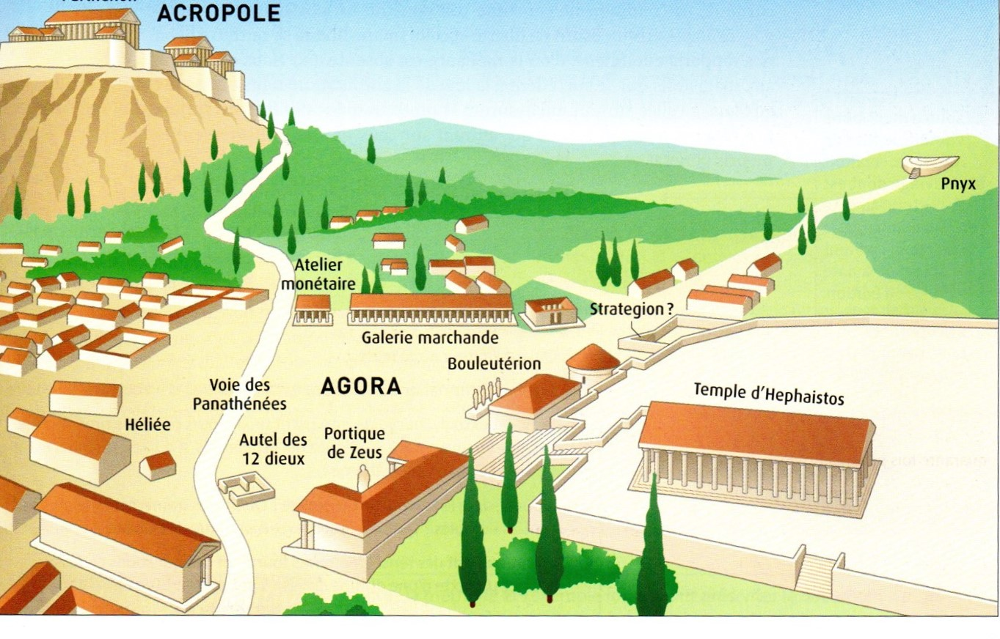 ACROPOLE
Pnyx
Atelier
monétaire
Strategion ?
Galerie marchande
Bouleutérion
AGORA
Voie des
Panathénées
Temple d'Hephaistos
Héliée
Autel des
12 dieux
Portique
de Zeus